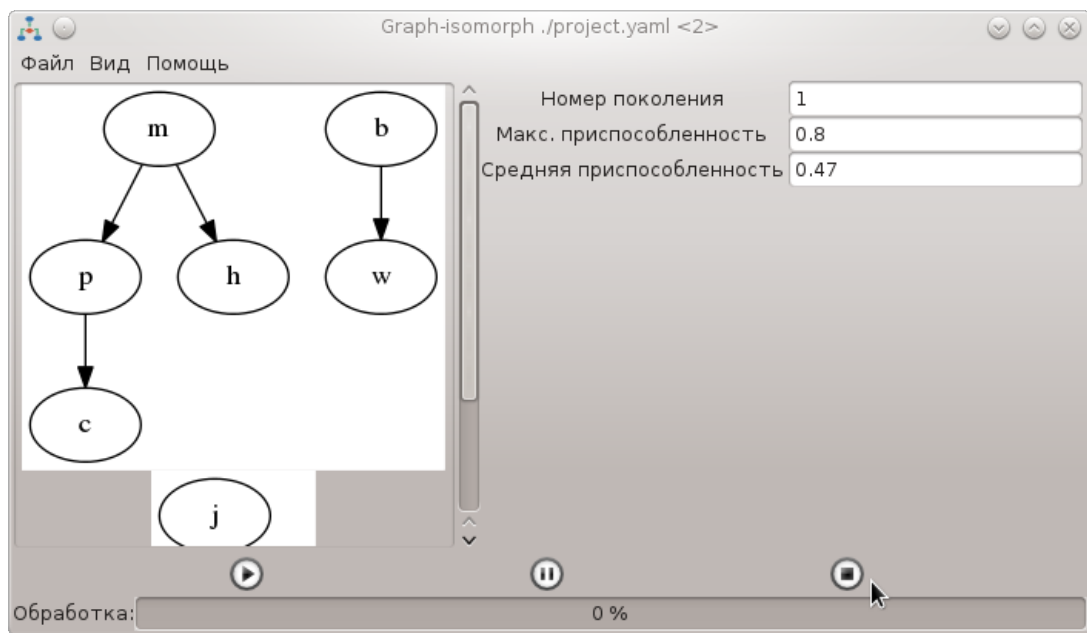 Graph-isomorph ./project.yaml <2>
Файл Вид Помощь
m b
Номер поколения 1
Макс. приспособленность 0.8
Средняя приспособленность 0.47
p h w
c
j
Обработка: 0 %